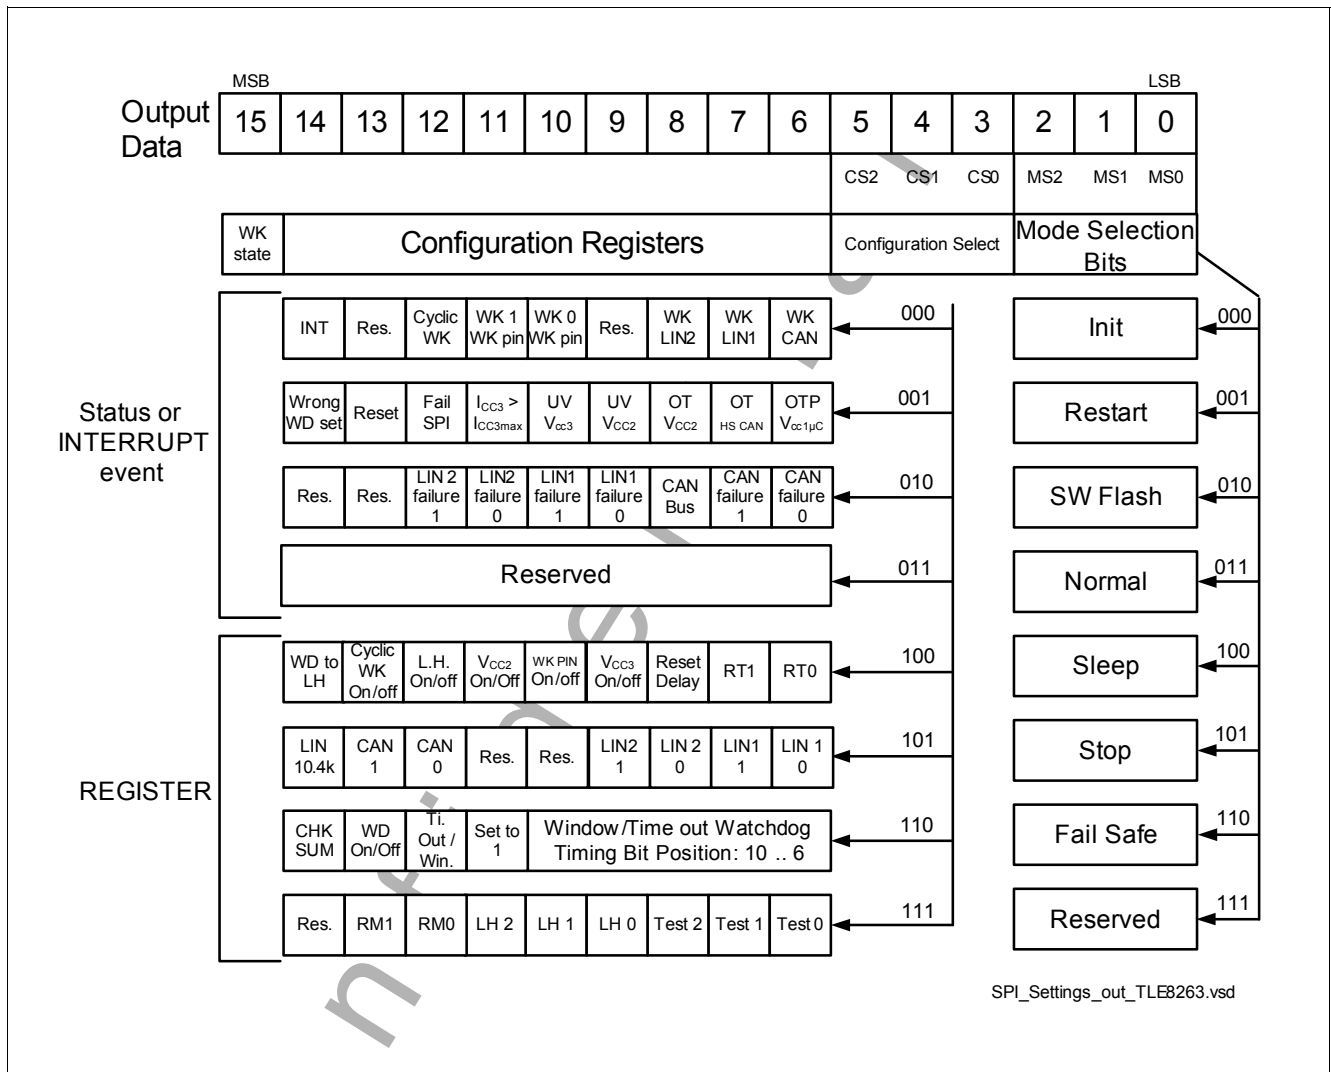 MSB LSB
Output Data 15 14 13 12 11 10 9 8 7 6 5 4 3 2 1 0
CS2 CS1 CS0 MS2 MS1 MS0
WK state Configuration Registers Configuration Select Mode Selection Bits
Status or INTERRUPT event
INT Res. Cyclic WK WK 1 WK pin WK 0 WK pin Res. WK LIN2 WK LIN1 WK CAN 000 Init 000
Wrong WD set Reset Fail SPI ICC3 > ICC3max UV Vcc3 UV VCC2 OT VCC2 OT HS CAN OTP Vcc1µC 001 Restart 001
Res. Res. LIN 2 failure 1 LIN2 failure 0 LIN1 failure 1 LIN1 failure 0 CAN Bus CAN failure 1 CAN failure 0 010 SW Flash 010
Reserved 011 Normal 011
REGISTER
WD to LH Cyclic WK On/off L.H. On/off VCC2 On/Off WK PIN On/off VCC3 On/off Reset Delay RT1 RT0 100 Sleep 100
LIN 10.4k CAN 1 CAN 0 Res. Res. LIN2 1 LIN 2 0 LIN1 1 LIN 1 0 101 Stop 101
CHK SUM WD On/Off Ti. Out / Win. Set to 1 Window/Time out Watchdog Timing Bit Position: 10 .. 6 110 Fail Safe 110
Res. RM1 RM0 LH 2 LH 1 LH 0 Test 2 Test 1 Test 0 111 Reserved 111
SPI_Settings_out_TLE8263.vsd